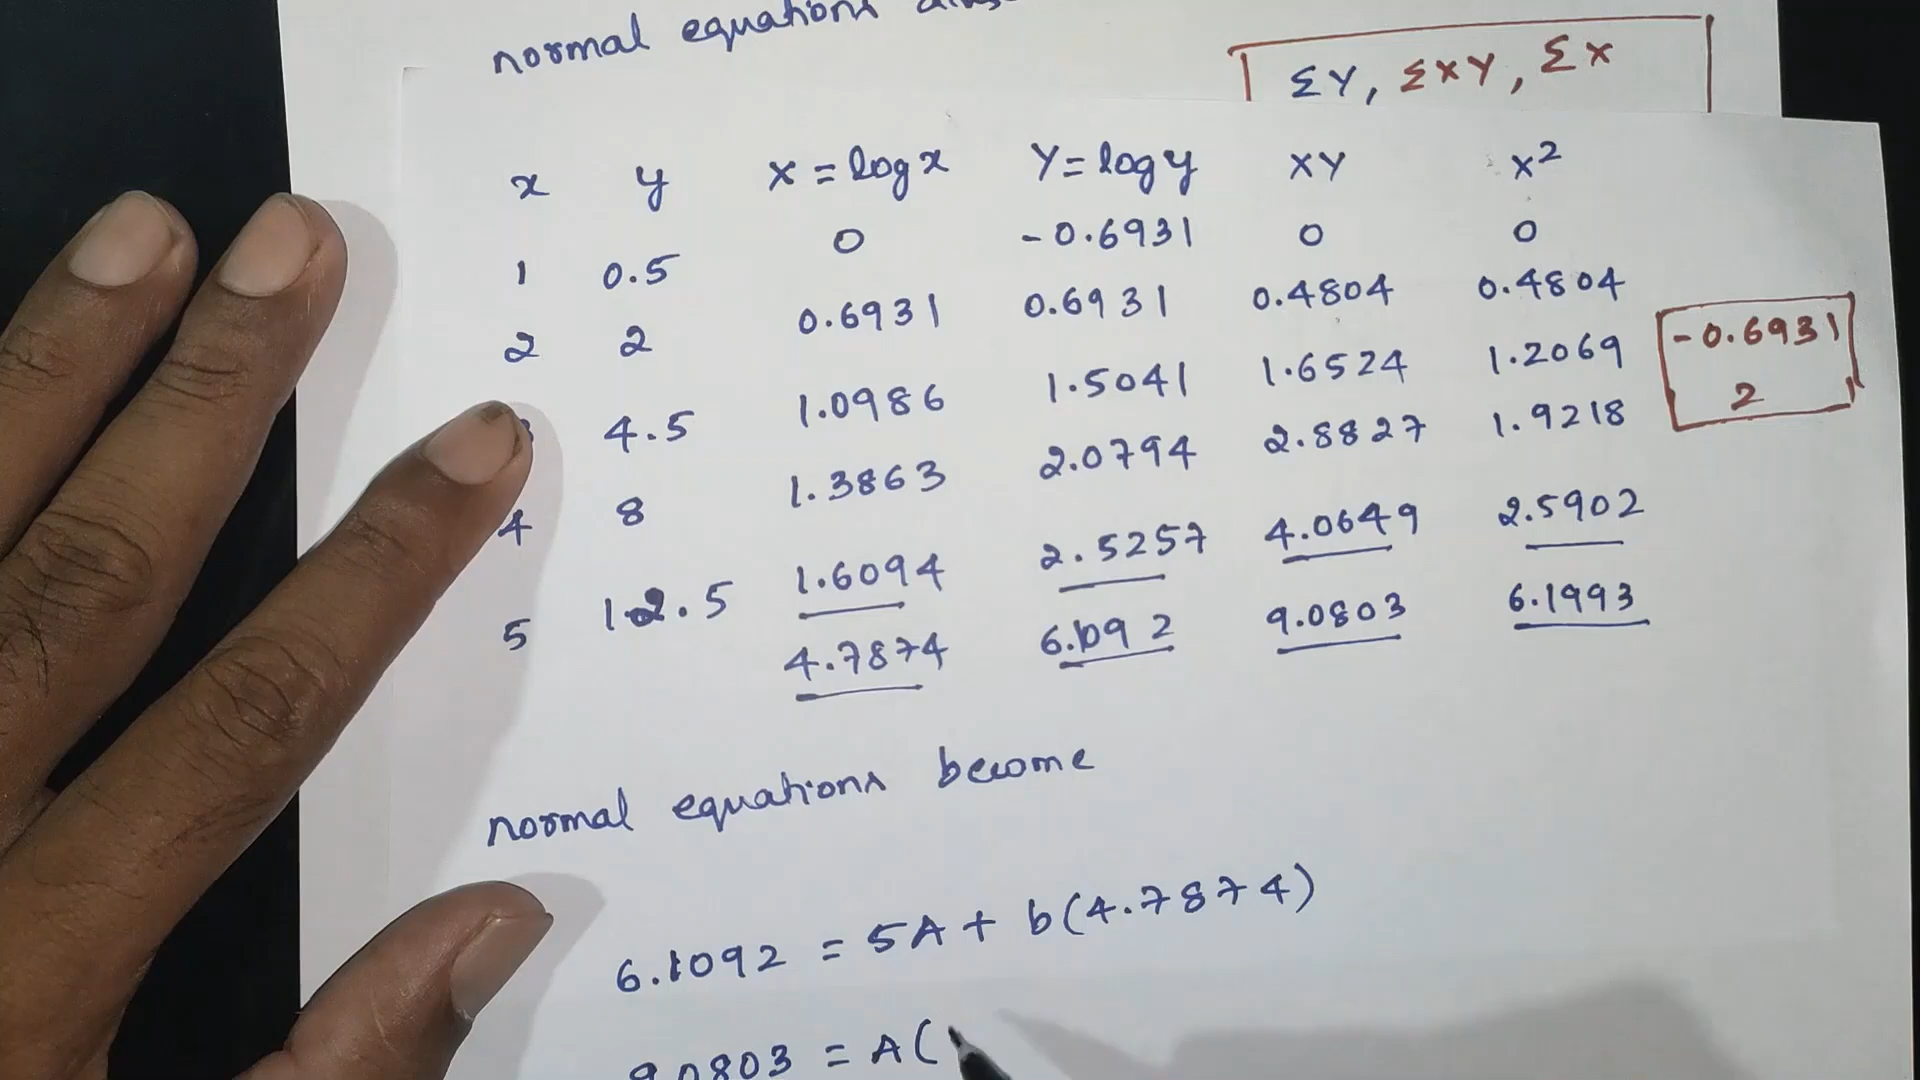 normal equations
ΣY, ΣXY, ΣX
x y X = log x Y = log y XY X²
1 0.5 0 -0.6931 0 0
2 2 0.6931 0.6931 0.4804 0.4804
4.5 1.0986 1.5041 1.6524 1.2069
4 8 1.3863 2.0794 2.8827 1.9218
5 12.5 1.6094 2.5257 4.0649 2.5902
4.7874 6.1092 9.0803 6.1993
-0.6931
2
normal equations become
6.1092 = 5A + b(4.7874)
9.0803 = A(